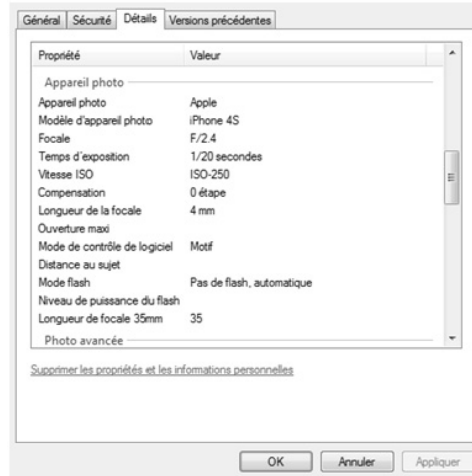 Général Sécurité Détails Versions précédentes
Propriété Valeur
Appareil photo
Appareil photo Apple
Modèle d'appareil photo iPhone 4S
Focale F/2.4
Temps d'exposition 1/20 secondes
Vitesse ISO ISO-250
Compensation 0 étape
Longueur de la focale 4 mm
Ouverture maxi
Mode de contrôle de logiciel Motif
Distance au sujet
Mode flash Pas de flash, automatique
Niveau de puissance du flash
Longueur de focale 35mm 35
Photo avancée
Supprimer les propriétés et les informations personnelles
OK Annuler Appliquer